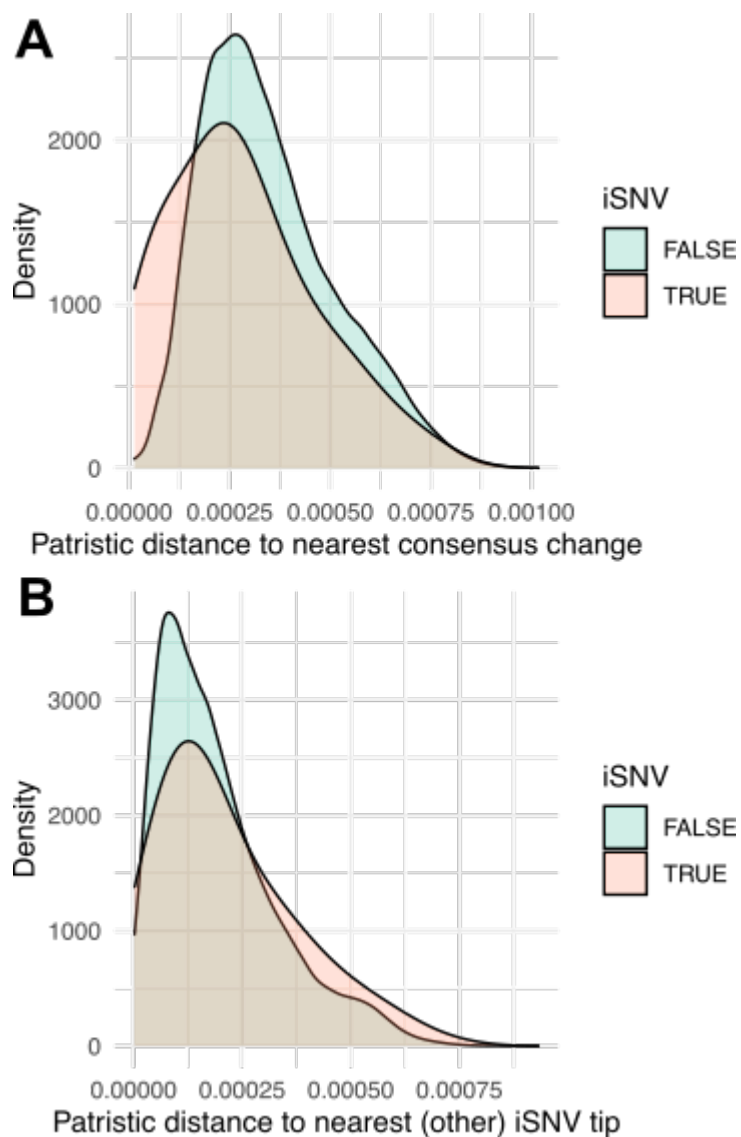 A
2000
1000
0
Density
0.00000 0.00025 0.00050 0.00075 0.00100
Patristic distance to nearest consensus change
iSNV
FALSE
TRUE
B
3000
2000
1000
0
Density
0.00000 0.00025 0.00050 0.00075
Patristic distance to nearest (other) iSNV tip
iSNV
FALSE
TRUE